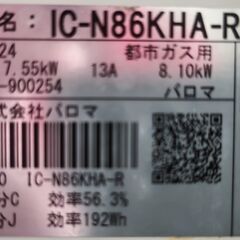 名: IC-N86KHA-R
24 都市ガス用
7.55kW 13A 8.10kW
-900254 パロマ
式会社パロマ
0 IC-N86KHA-R
分C 効率56.3%
分J 効率192Wh